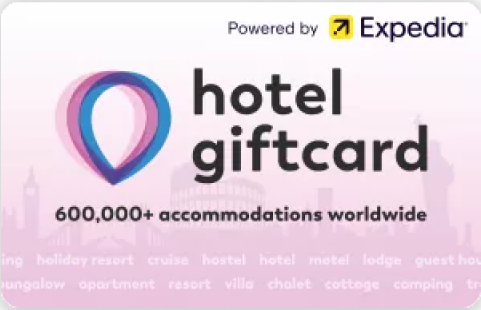 Powered by Expedia
hotel
giftcard
600,000+ accommodations worldwide
holiday resort cruise hostel hotel motel lodge guest
apartment resort villa chalet cottage camping